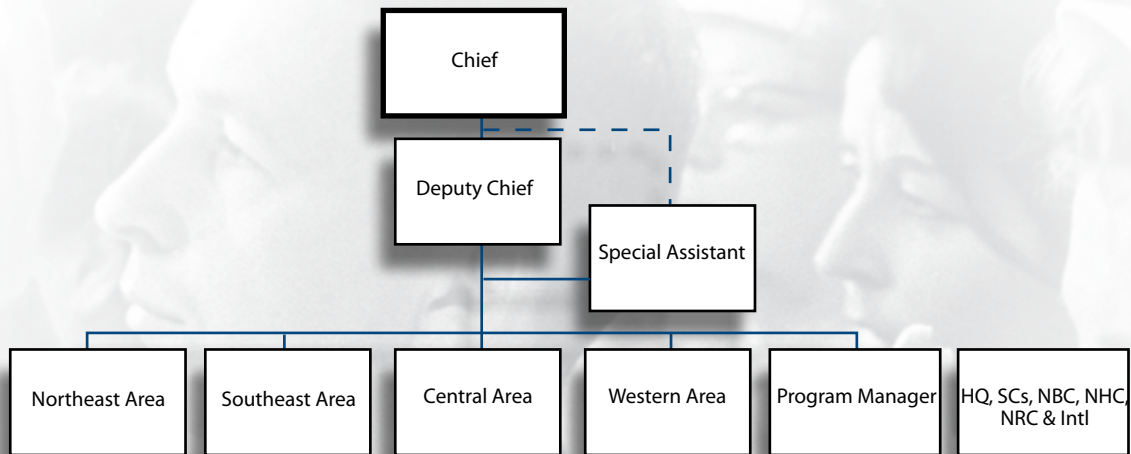 Chief
Deputy Chief
Special Assistant
Northeast Area
Southeast Area
Central Area
Western Area
Program Manager
HQ, SCs, NBC, NHC,
NRC & Intl